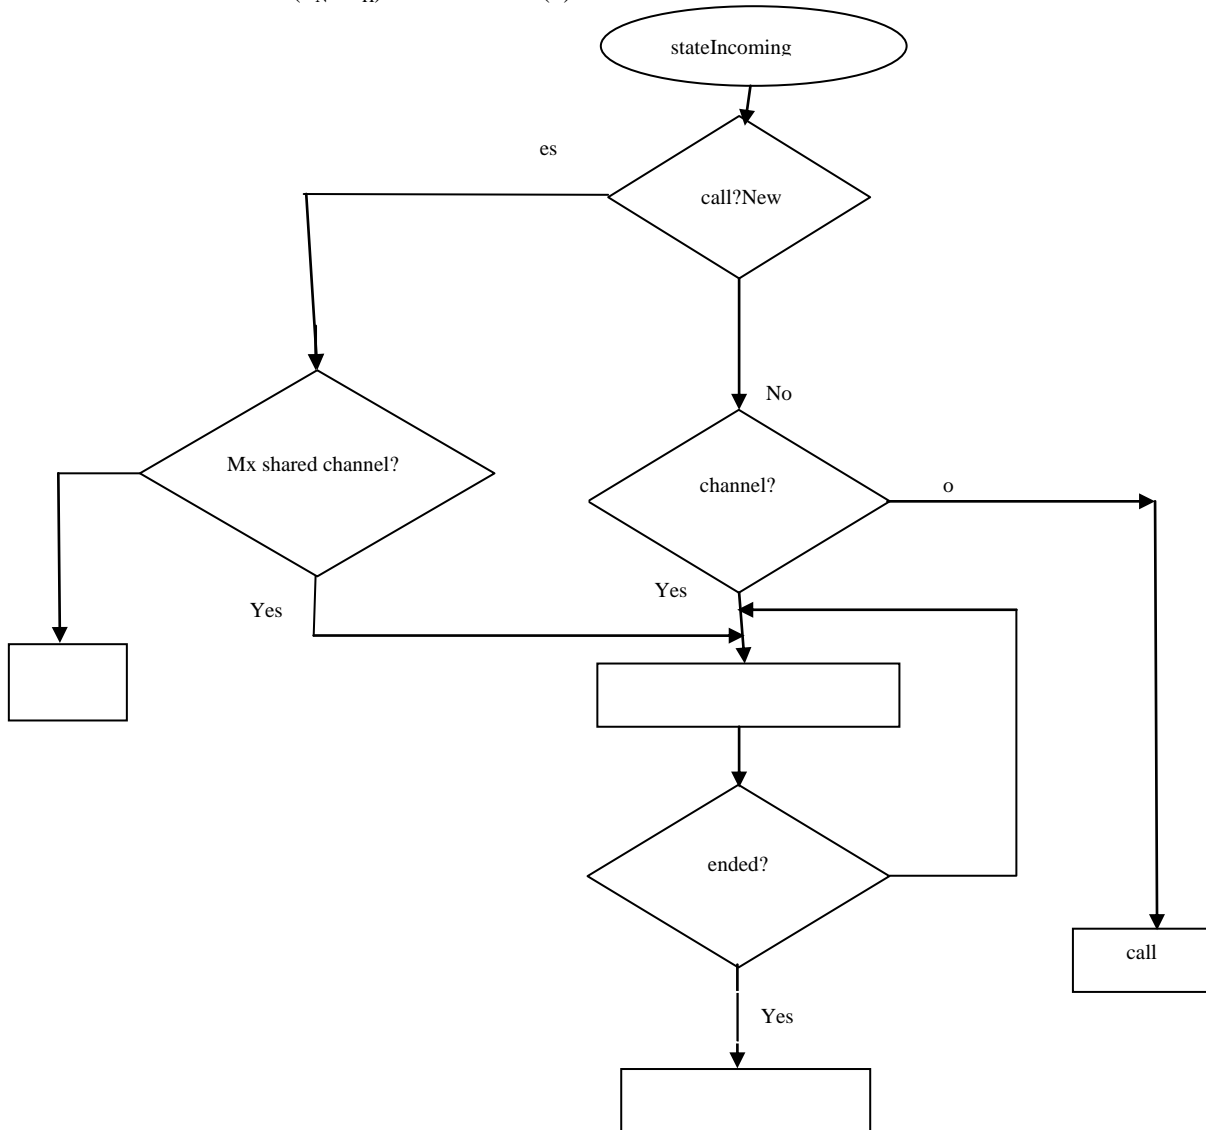 stateIncoming
es
call?New
No
Mx shared channel?
channel?
o
Yes
Yes
ended?
call
Yes